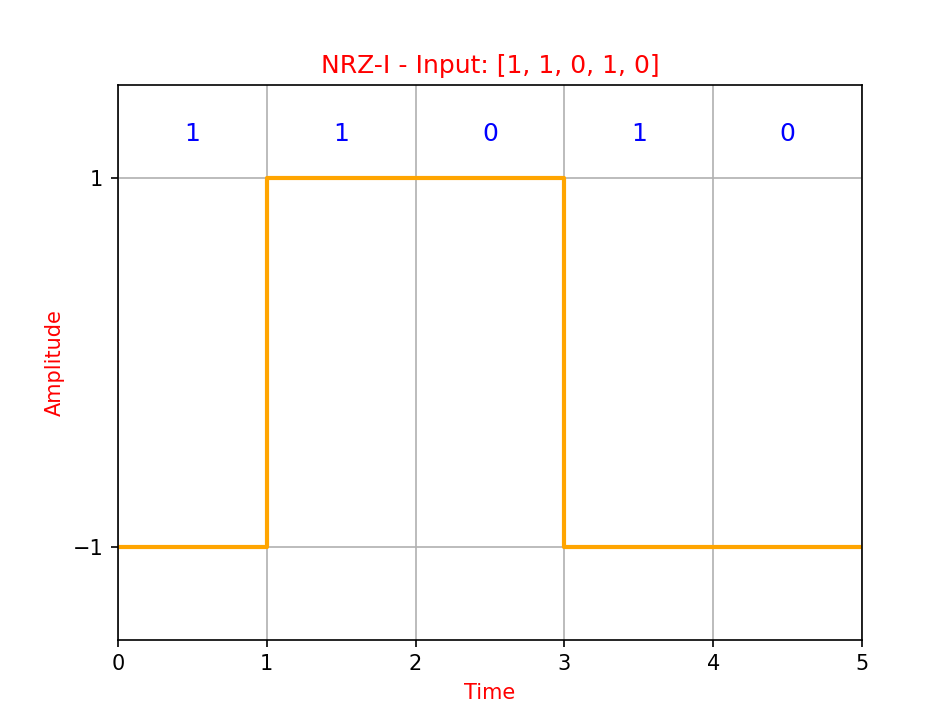 NRZ-I - Input: [1, 1, 0, 1, 0]
1 1 0 1 0
1
Amplitude
−1
0 1 2 3 4 5
Time